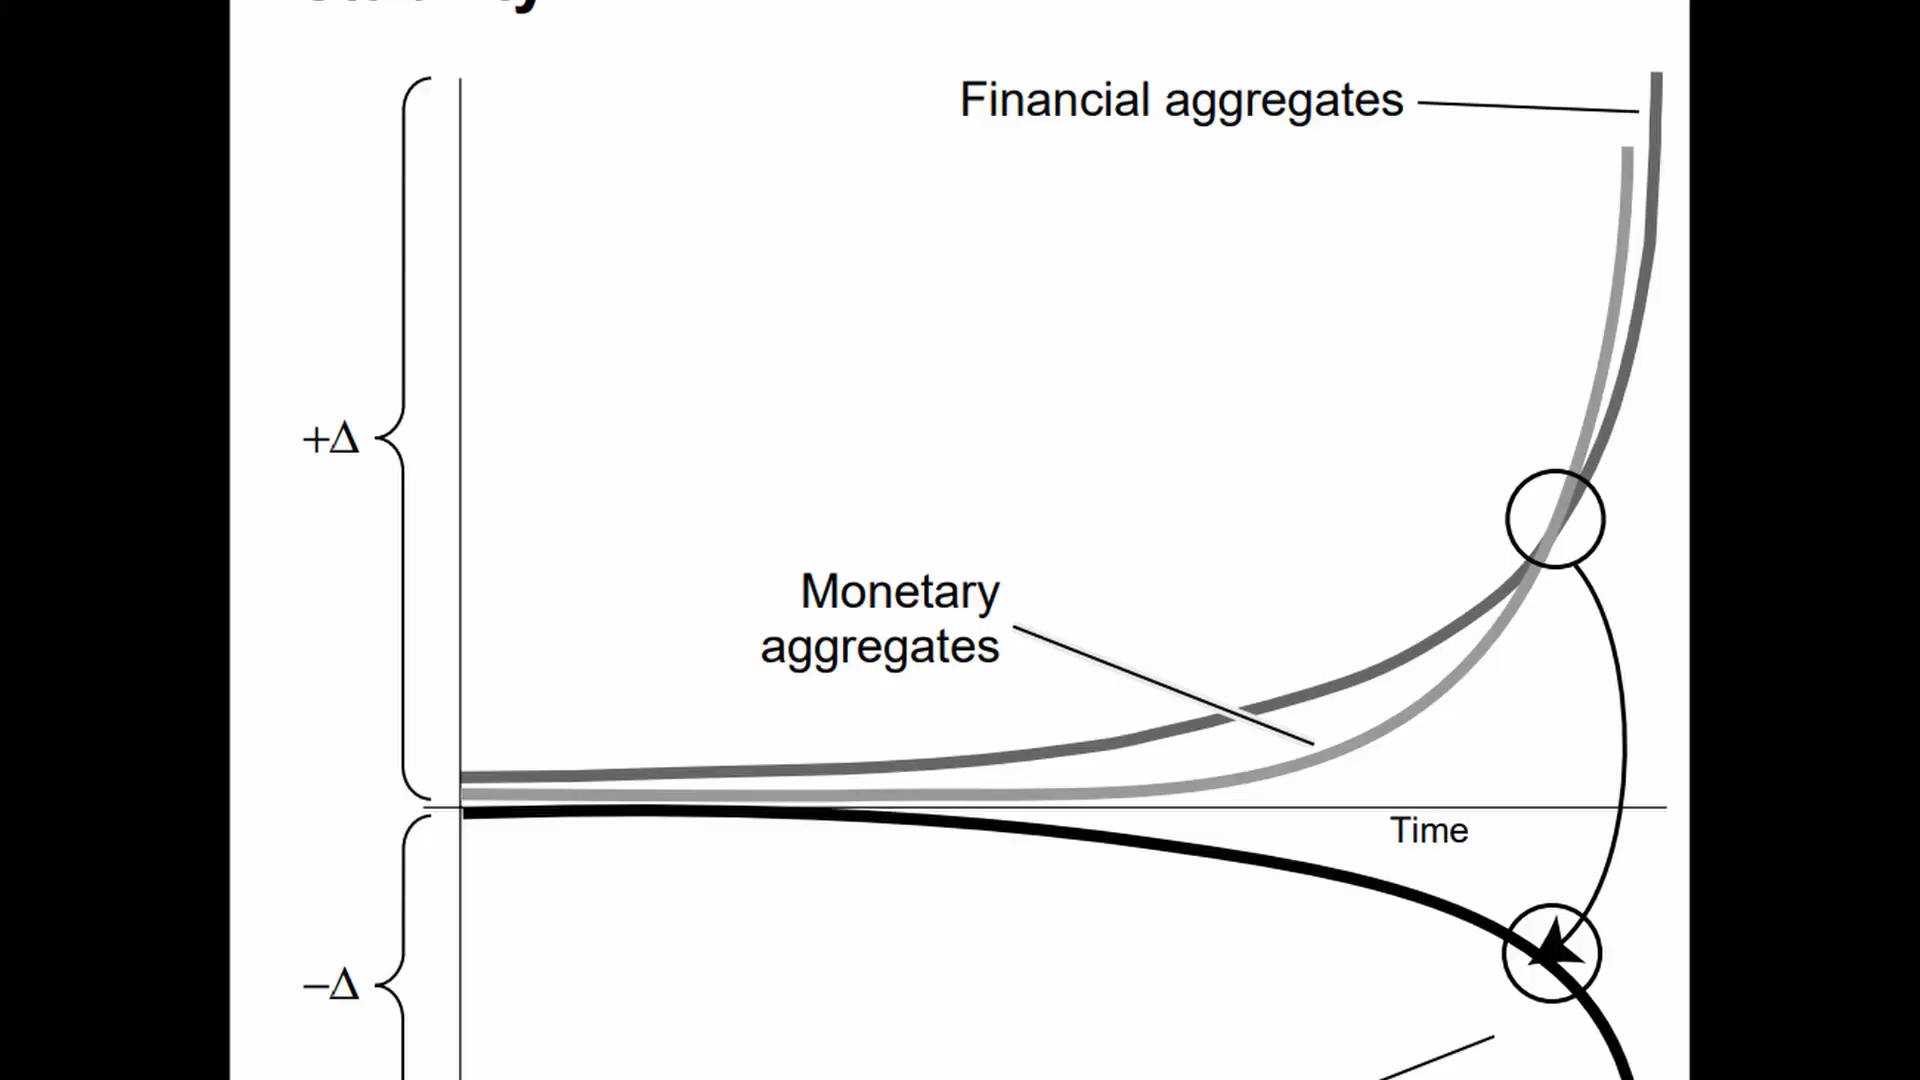 Financial aggregates
+Δ
Monetary
aggregates
Time
−Δ